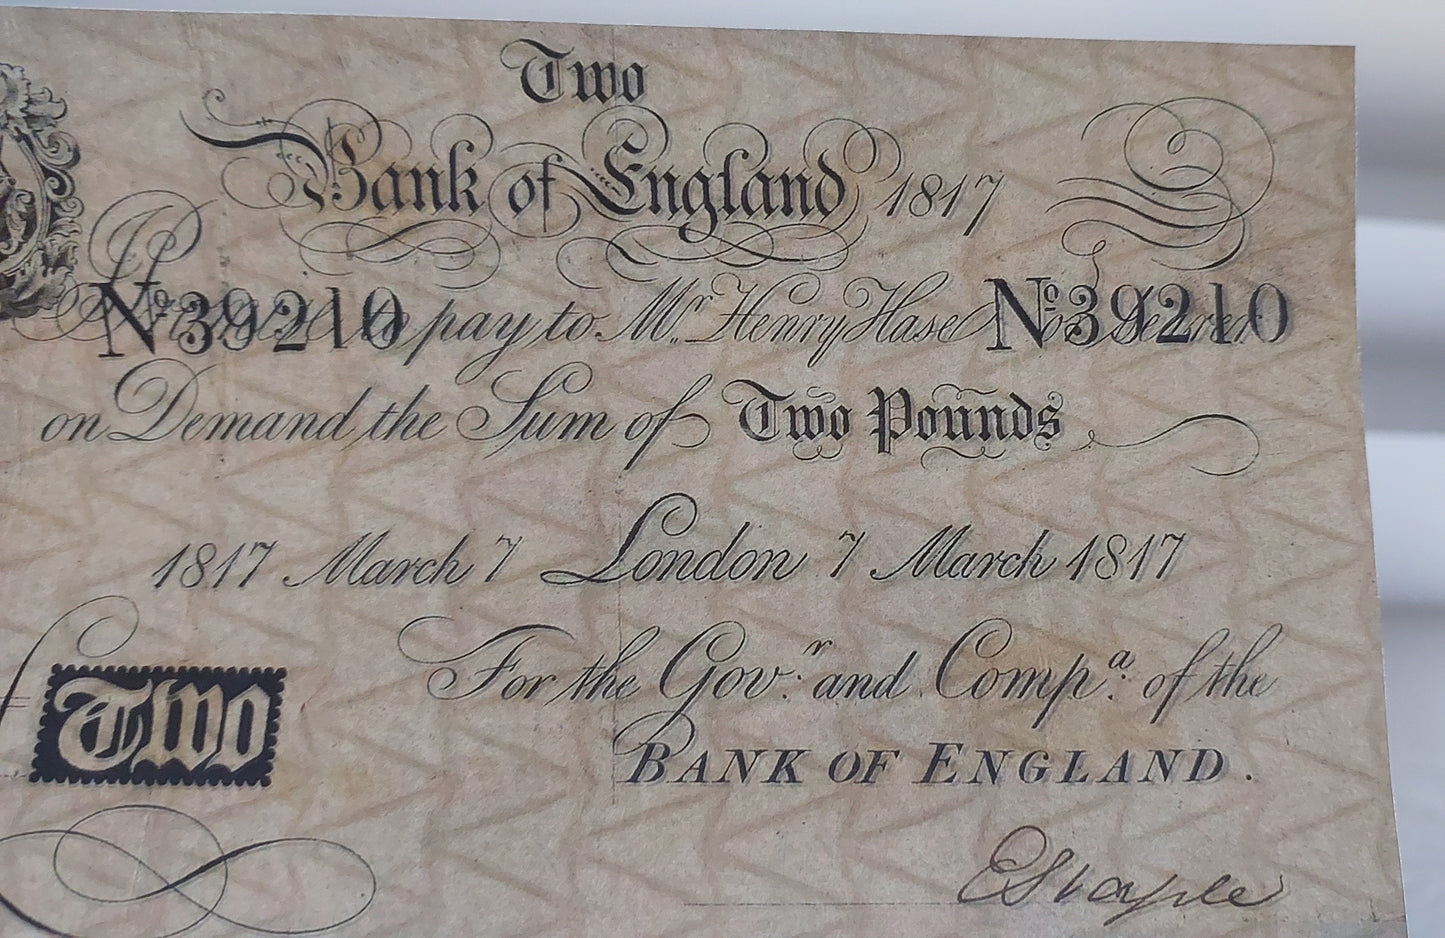 Two
Bank of England 1817
Nº 39210 pay to Mr. Henry Hase Nº 39210
on Demand the Sum of Two Pounds
1817 March 7 London 7 March 1817
For the Govr: and Compa: of the
Two
BANK OF ENGLAND.